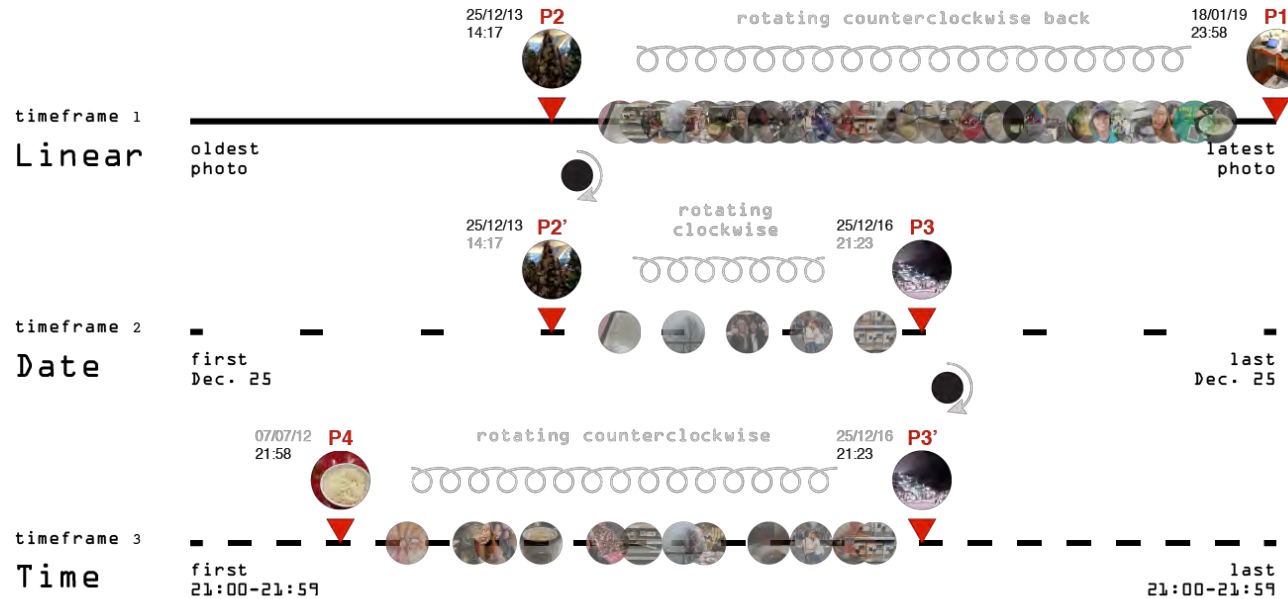 25/12/13 P2
14:17
rotating counterclockwise back
18/01/19 P1
23:58
timeframe 1
Linear
oldest
photo
latest
photo
25/12/13 P2'
14:17
rotating
clockwise
25/12/16 P3
21:23
timeframe 2
Date
first
Dec. 25
last
Dec. 25
07/07/12 P4
21:58
rotating counterclockwise
25/12/16 P3'
21:23
timeframe 3
Time
first
21:00-21:59
last
21:00-21:59